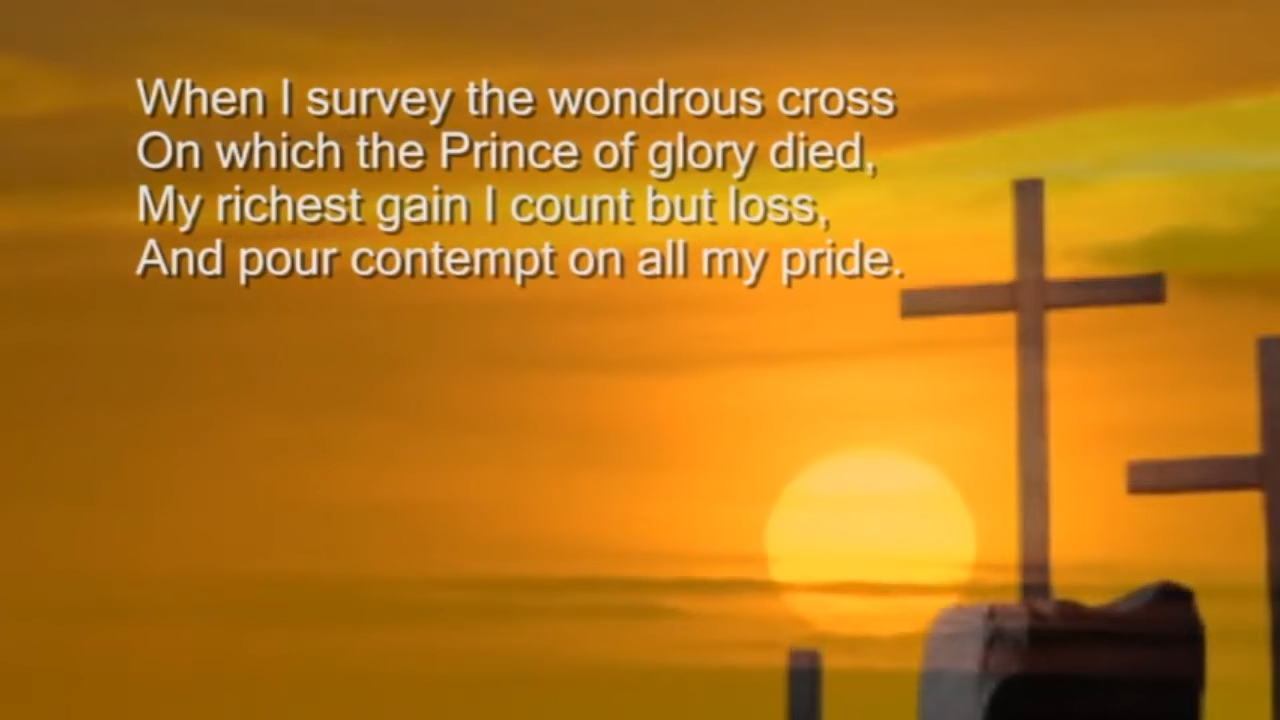 When I survey the wondrous cross
On which the Prince of glory died,
My richest gain I count but loss,
And pour contempt on all my pride.